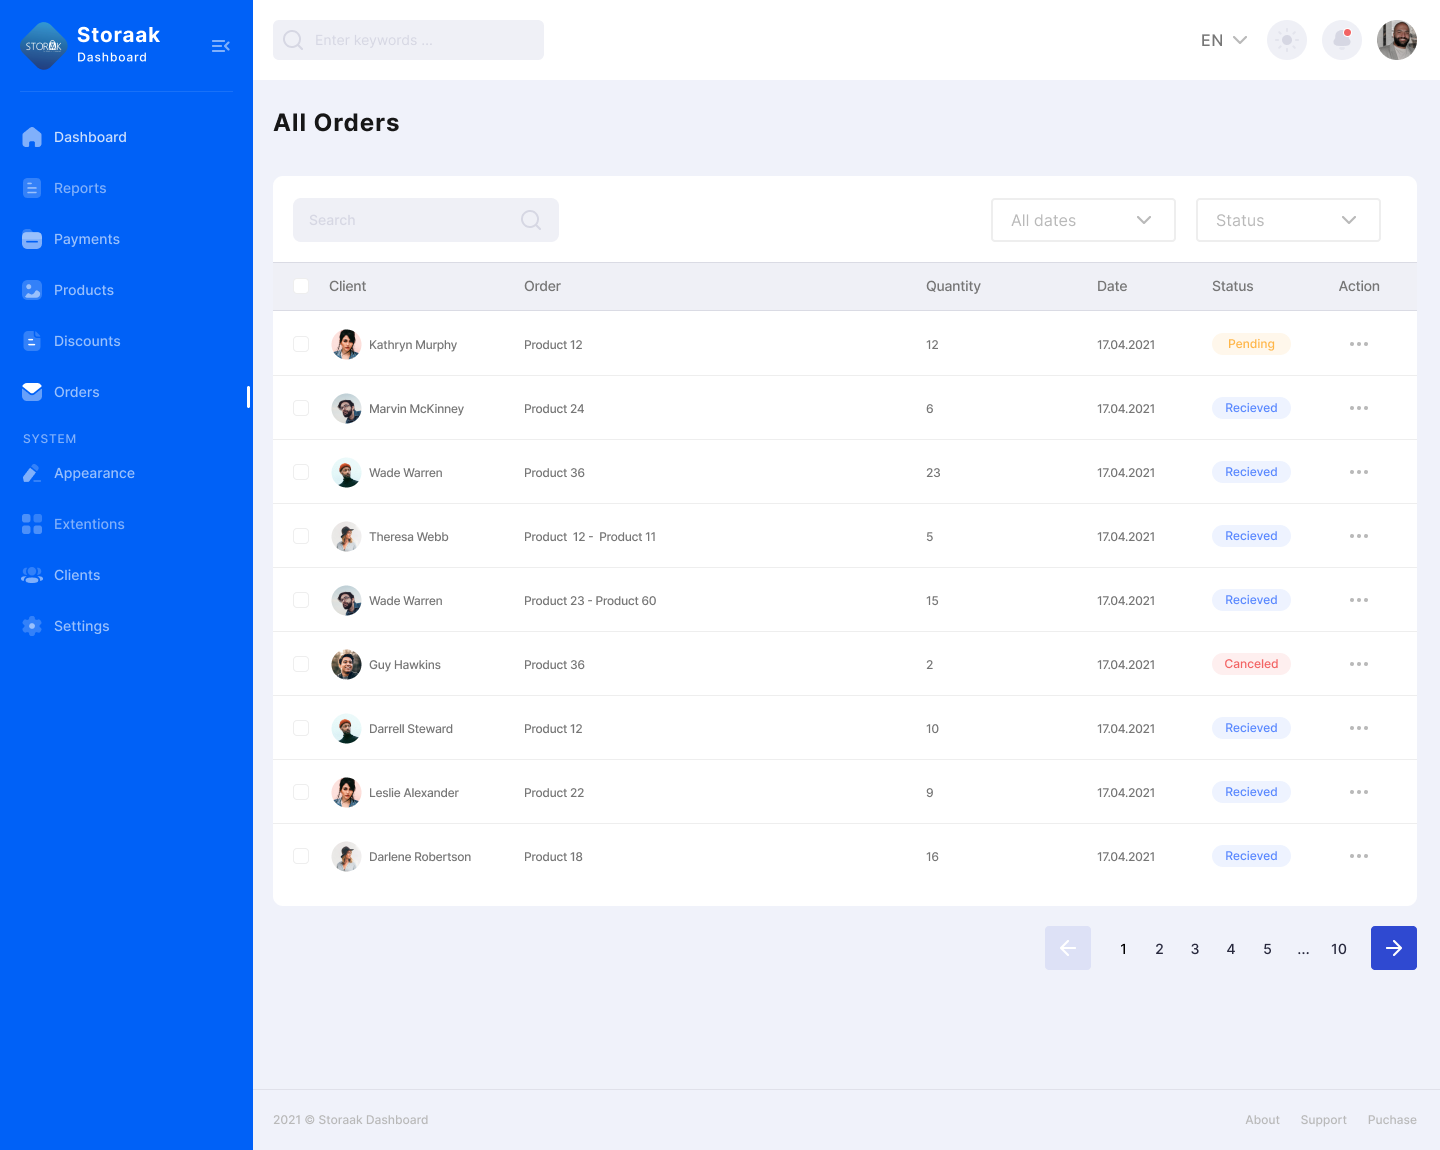 STORAK
Storaak
Dashboard
Enter keywords ...
EN
Dashboard
Reports
Payments
Products
Discounts
Orders
SYSTEM
Appearance
Extentions
Clients
Settings
All Orders
Search
All dates
Status
Client Order Quantity Date Status Action
Kathryn Murphy Product 12 12 17.04.2021 Pending
Marvin McKinney Product 24 6 17.04.2021 Recieved
Wade Warren Product 36 23 17.04.2021 Recieved
Theresa Webb Product 12 - Product 11 5 17.04.2021 Recieved
Wade Warren Product 23 - Product 60 15 17.04.2021 Recieved
Guy Hawkins Product 36 2 17.04.2021 Canceled
Darrell Steward Product 12 10 17.04.2021 Recieved
Leslie Alexander Product 22 9 17.04.2021 Recieved
Darlene Robertson Product 18 16 17.04.2021 Recieved
1 2 3 4 5 ... 10
2021 © Storaak Dashboard
About Support Puchase